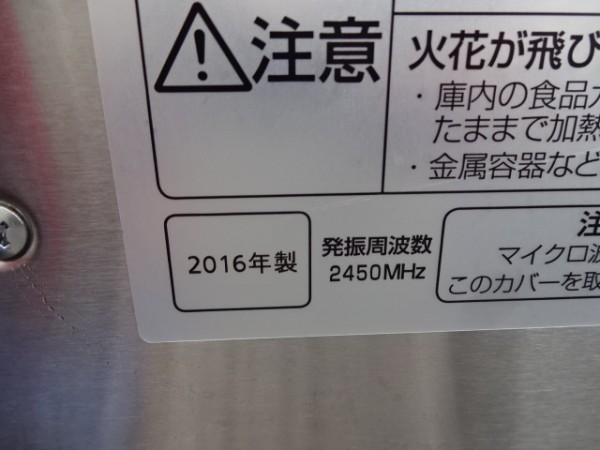 注意
火花が飛び
・庫内の食品カ
たままで加熱
・金属容器など
2016年製
発振周波数
2450MHz
注
マイクロ波
このカバーを取